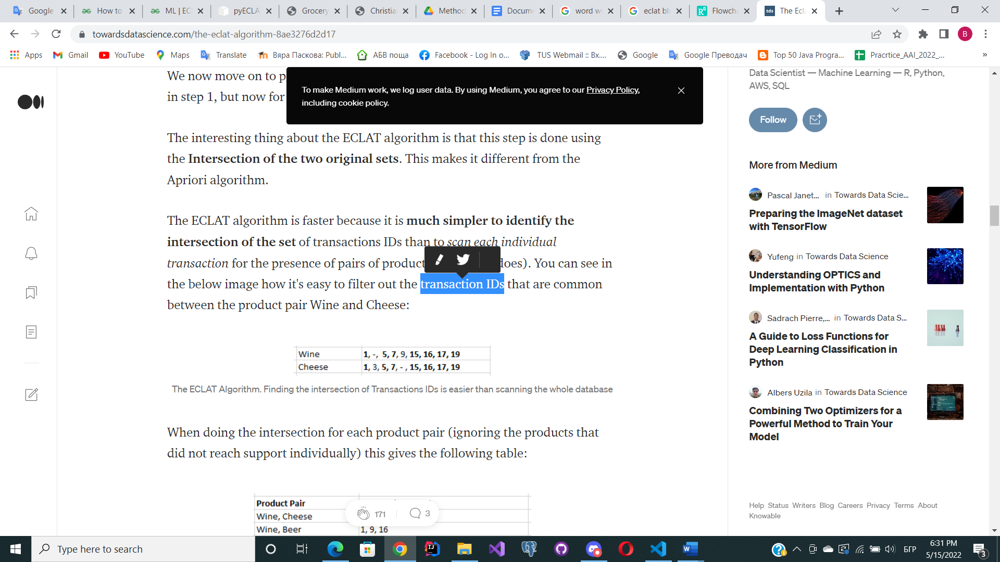 Google
How to
ML | EC
pyECLA
Grocery
Christia
Metho
Docum
word w
eclat bl
Flowch
tds
The Ecl
towardsdatascience.com/the-eclat-algorithm-8ae3276d2d17
B
Apps
Gmail
YouTube
Maps
Translate
Вяра Паскова: Publ...
АБВ поща
Facebook - Log In o...
TUS Webmail :: Вх....
Google
Google Преводач
Top 50 Java Progra...
Pracrtice_AAI_2022_...
»
We now move on to p
in step 1, but now for
To make Medium work, we log user data. By using Medium, you agree to our Privacy Policy,
including cookie policy.
The interesting thing about the ECLAT algorithm is that this step is done using
the Intersection of the two original sets. This makes it different from the
Apriori algorithm.
The ECLAT algorithm is faster because it is much simpler to identify the
intersection of the set of transactions IDs than to scan each individual
transaction for the presence of pairs of product does). You can see in
the below image how it's easy to filter out the transaction IDs that are common
between the product pair Wine and Cheese:
Wine 1, -, 5, 7, 9, 15, 16, 17, 19
Cheese 1, 3, 5, 7, - , 15, 16, 17, 19
The ECLAT Algorithm. Finding the intersection of Transactions IDs is easier than scanning the whole database
When doing the intersection for each product pair (ignoring the products that
did not reach support individually) this gives the following table:
Product Pair
Wine, Cheese
Wine, Beer 1, 9, 16
171
3
Data Scientist — Machine Learning — R, Python,
AWS, SQL
Follow
More from Medium
Pascal Janet... in Towards Data Scie...
Preparing the ImageNet dataset
with TensorFlow
Yufeng in Towards Data Science
Understanding OPTICS and
Implementation with Python
Sadrach Pierre,... in Towards Data S...
A Guide to Loss Functions for
Deep Learning Classification in
Python
Albers Uzila in Towards Data Science
Combining Two Optimizers for a
Powerful Method to Train Your
Model
Help Status Writers Blog Careers Privacy Terms About
Knowable
Type here to search
БГР
6:31 PM
5/15/2022
3